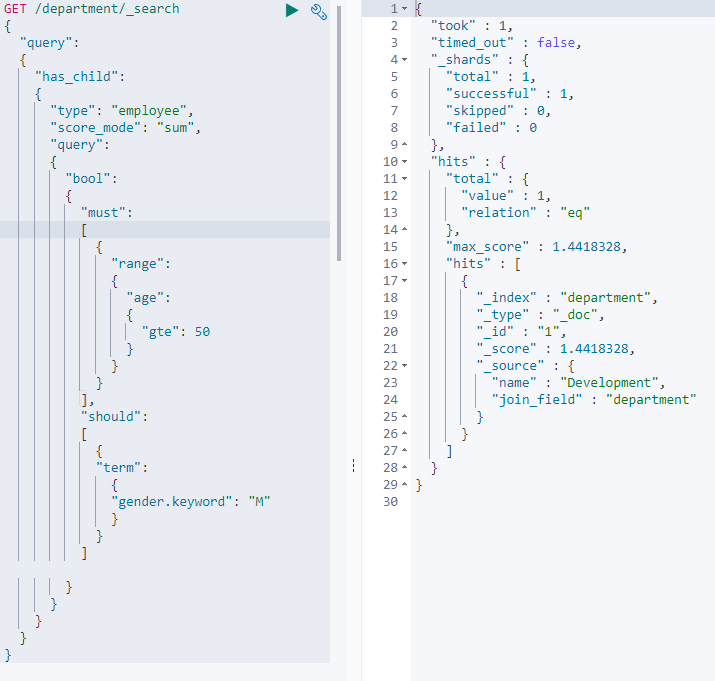 GET /department/_search
{
  "query":
  {
    "has_child":
    {
      "type": "employee",
      "score_mode": "sum",
      "query":
      {
        "bool":
        {
          "must":
          [
            {
              "range":
              {
                "age":
                {
                  "gte": 50
                }
              }
            }
          ],
          "should":
          [
            {
            "term":
              {
              "gender.keyword": "M"
              }
            }
          ]

        }
      }
    }
  }
}
1 {
2   "took" : 1,
3   "timed_out" : false,
4   "_shards" : {
5     "total" : 1,
6     "successful" : 1,
7     "skipped" : 0,
8     "failed" : 0
9   },
10   "hits" : {
11     "total" : {
12       "value" : 1,
13       "relation" : "eq"
14     },
15     "max_score" : 1.4418328,
16     "hits" : [
17       {
18         "_index" : "department",
19         "_type" : "_doc",
20         "_id" : "1",
21         "_score" : 1.4418328,
22         "_source" : {
23           "name" : "Development",
24           "join_field" : "department"
25         }
26       }
27     ]
28   }
29 }
30